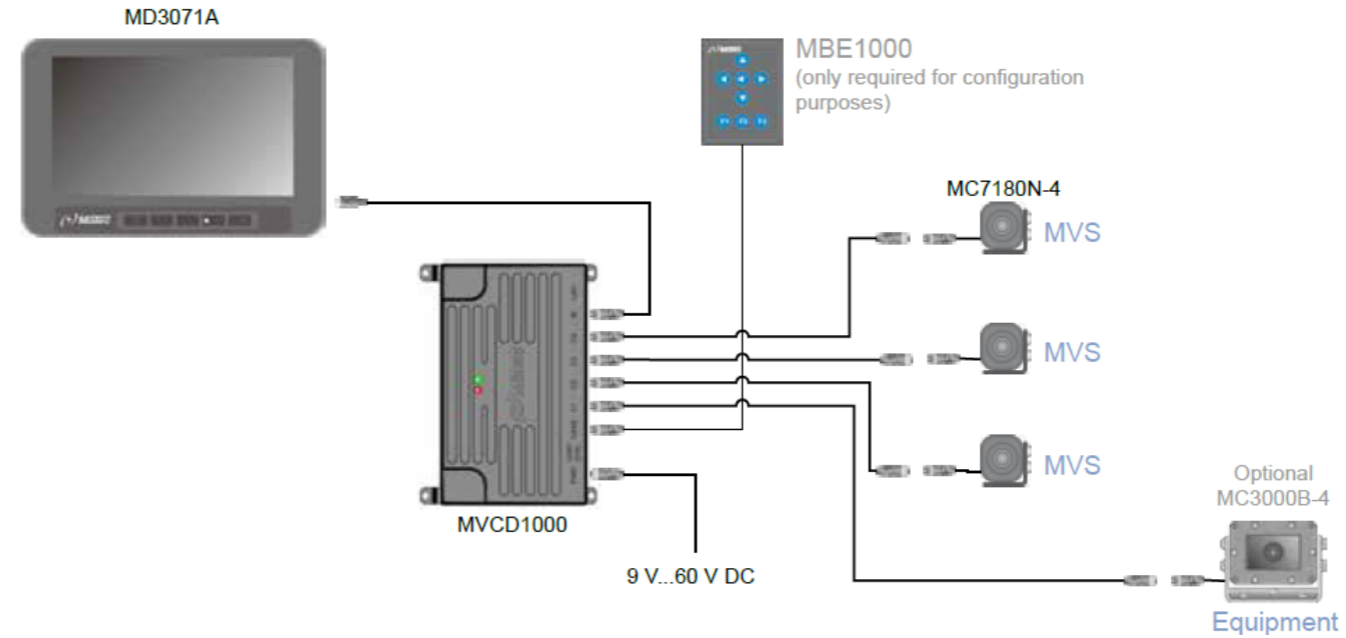 MD3071A
MBE1000
(only required for configuration
purposes)
MC7180N-4
MVS
MVS
MVS
Optional
MC3000B-4
MVCD1000
9 V...60 V DC
Equipment